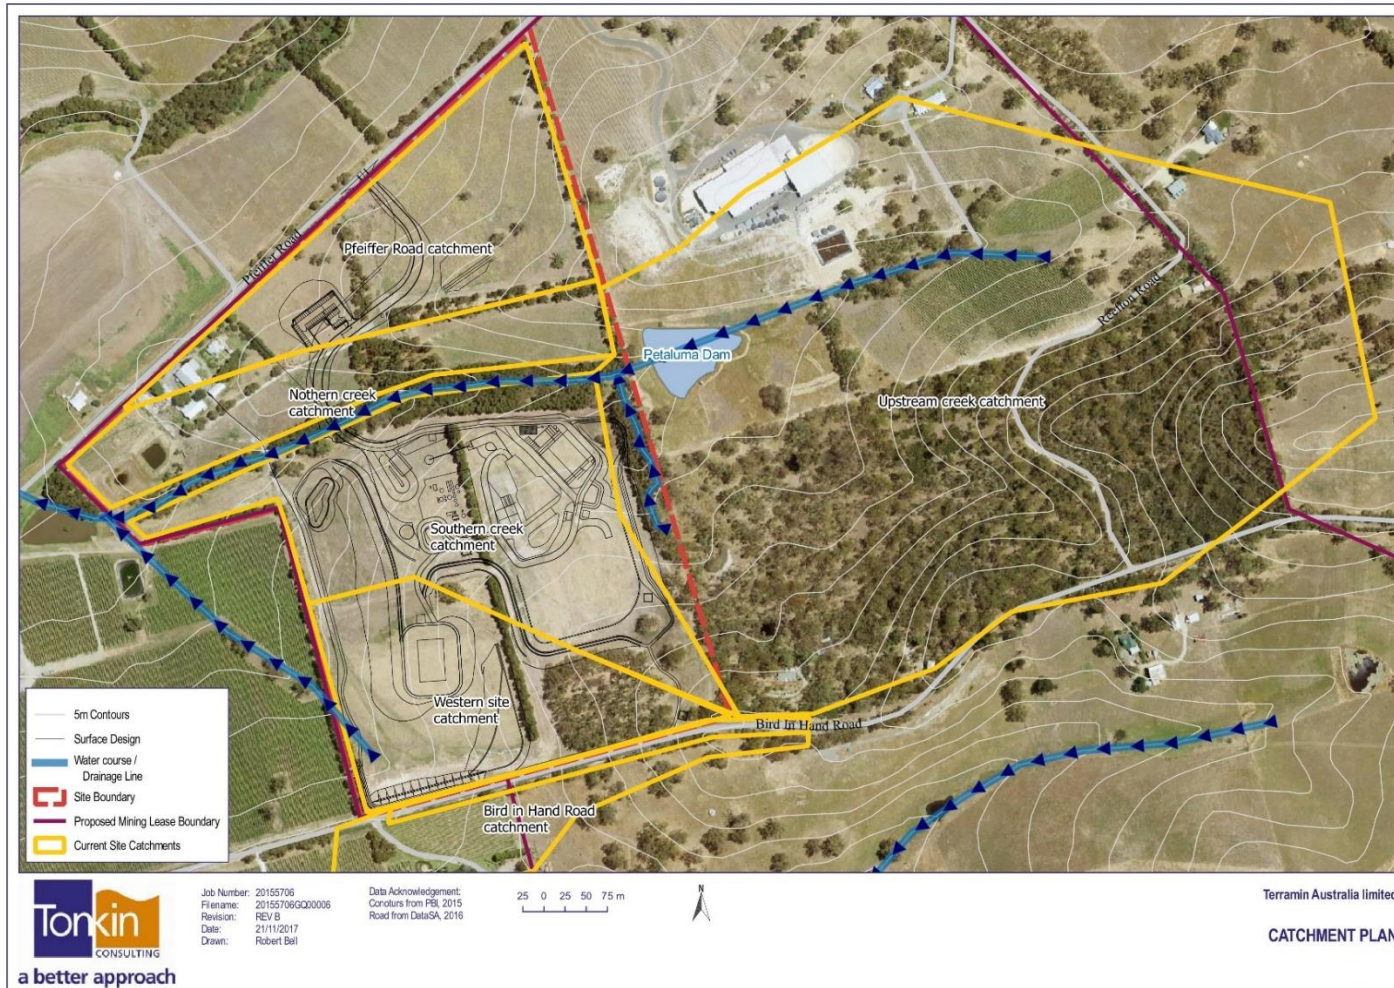 Pfeiffer Road
Pfeiffer Road catchment
Petaluma Dam
Reefton Road
Nothern creek
catchment
Upstream creek catchment
Southern creek
catchment
Western site
catchment
Bird In Hand Road
Bird in Hand Road
catchment
5m Contours
Surface Design
Water course /
Drainage Line
Site Boundary
Proposed Mining Lease Boundary
Current Site Catchments
Tonkin
CONSULTING
a better approach
Job Number: 20155706
Filename: 20155706GQ00006
Revision: REV B
Date: 21/11/2017
Drawn: Robert Bell
Data Acknowledgement:
Conoturs from PBI, 2015
Road from DataSA, 2016
25 0 25 50 75 m
N
Terramin Australia limited
CATCHMENT PLAN